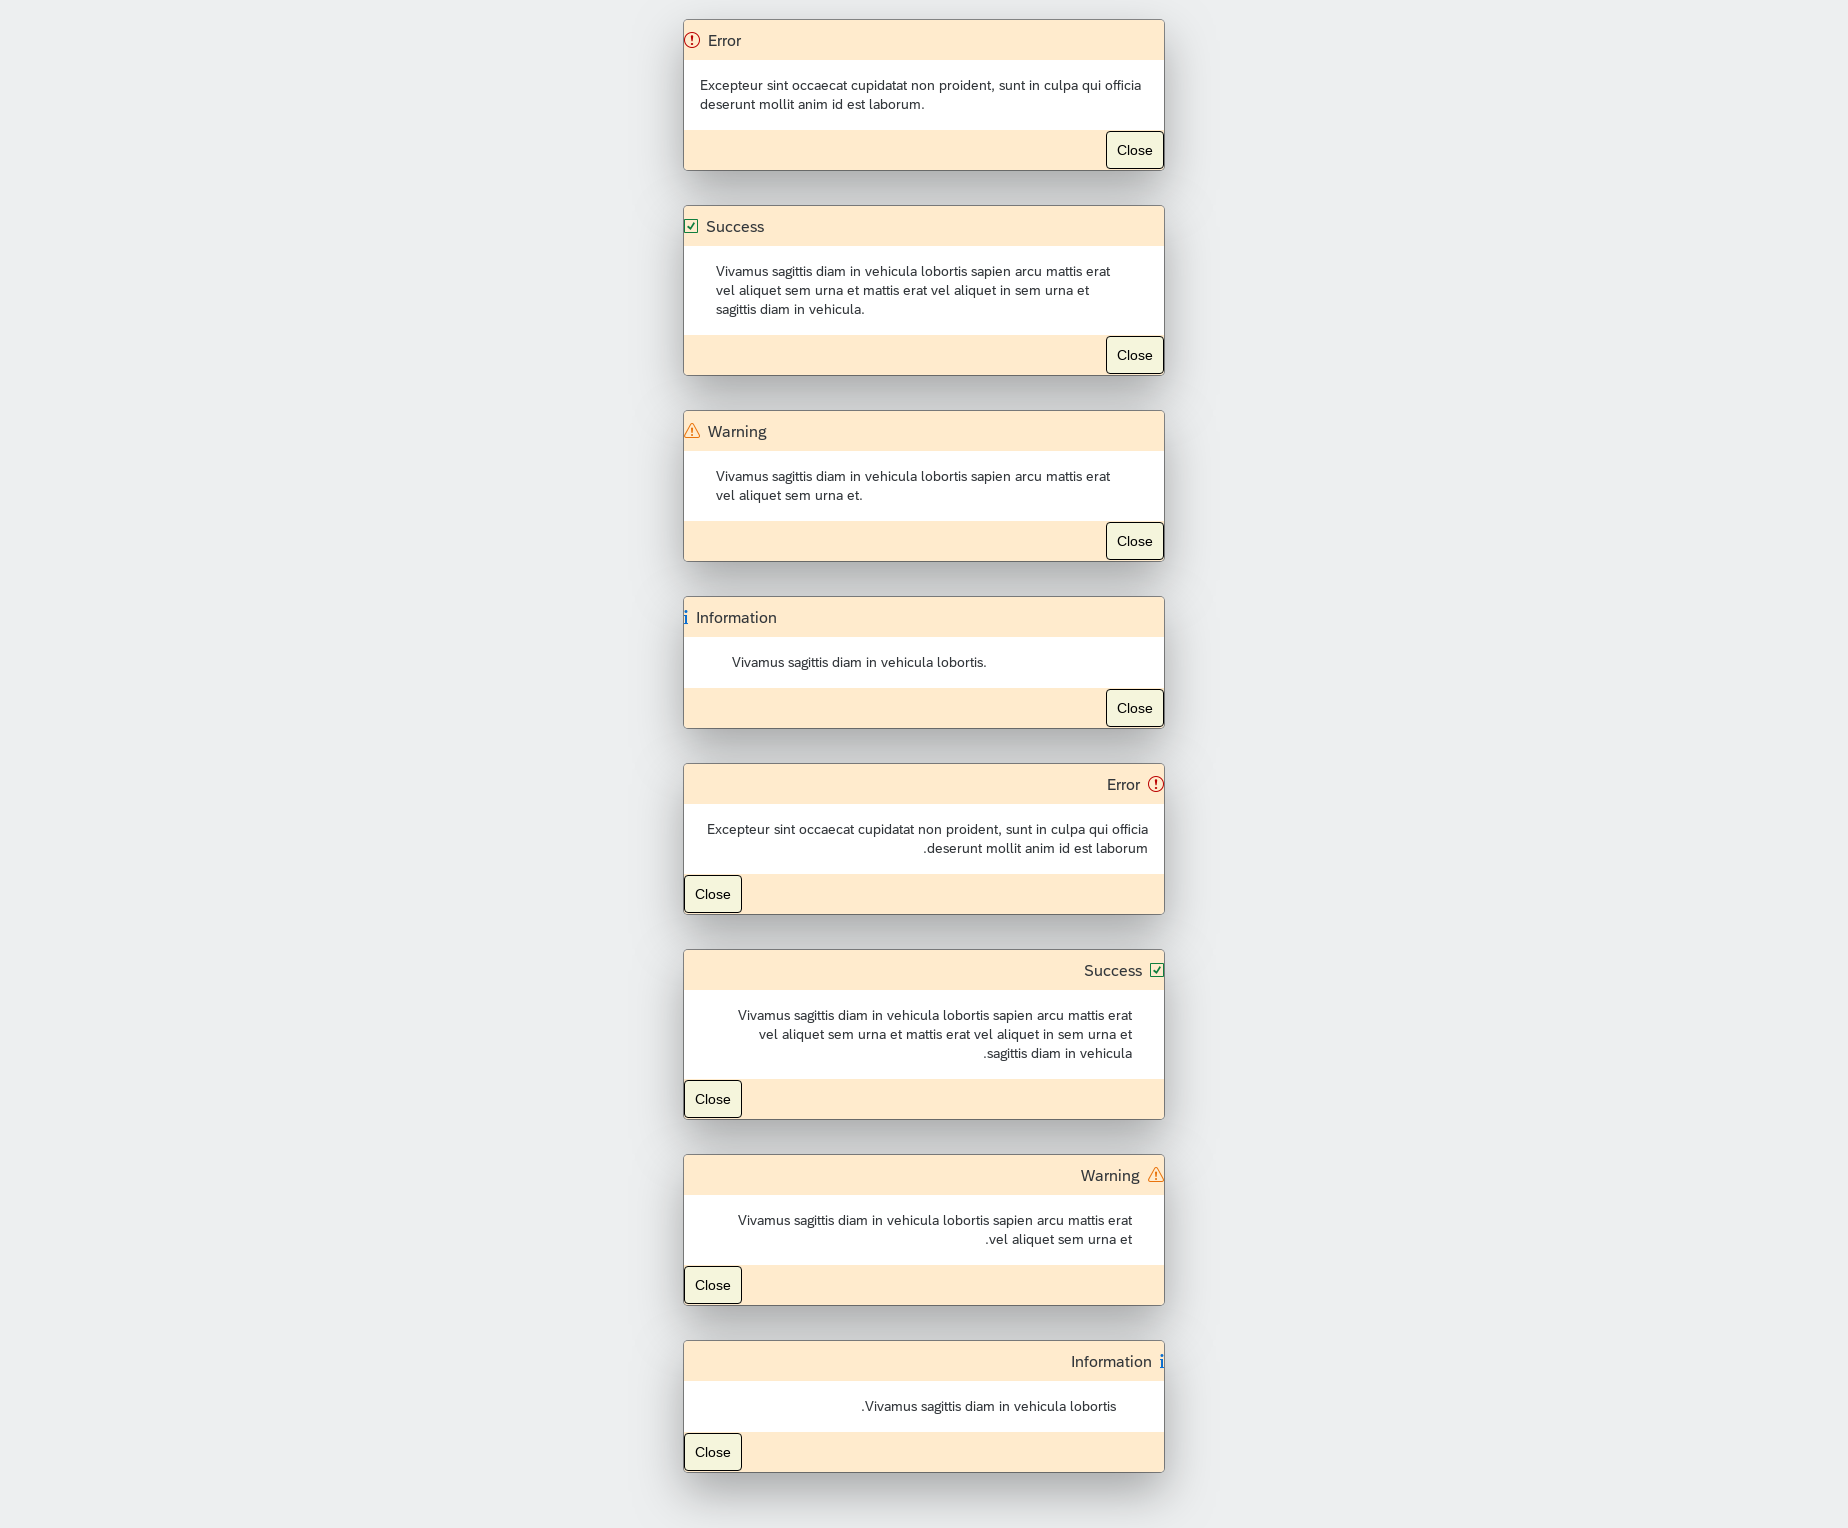 Error
Excepteur sint occaecat cupidatat non proident, sunt in culpa qui officia
deserunt mollit anim id est laborum.
Close
Success
Vivamus sagittis diam in vehicula lobortis sapien arcu mattis erat
vel aliquet sem urna et mattis erat vel aliquet in sem urna et
sagittis diam in vehicula.
Close
Warning
Vivamus sagittis diam in vehicula lobortis sapien arcu mattis erat
vel aliquet sem urna et.
Close
Information
Vivamus sagittis diam in vehicula lobortis.
Close
Error
Excepteur sint occaecat cupidatat non proident, sunt in culpa qui officia
.deserunt mollit anim id est laborum
Close
Success
Vivamus sagittis diam in vehicula lobortis sapien arcu mattis erat
vel aliquet sem urna et mattis erat vel aliquet in sem urna et
.sagittis diam in vehicula
Close
Warning
Vivamus sagittis diam in vehicula lobortis sapien arcu mattis erat
.vel aliquet sem urna et
Close
Information
.Vivamus sagittis diam in vehicula lobortis
Close